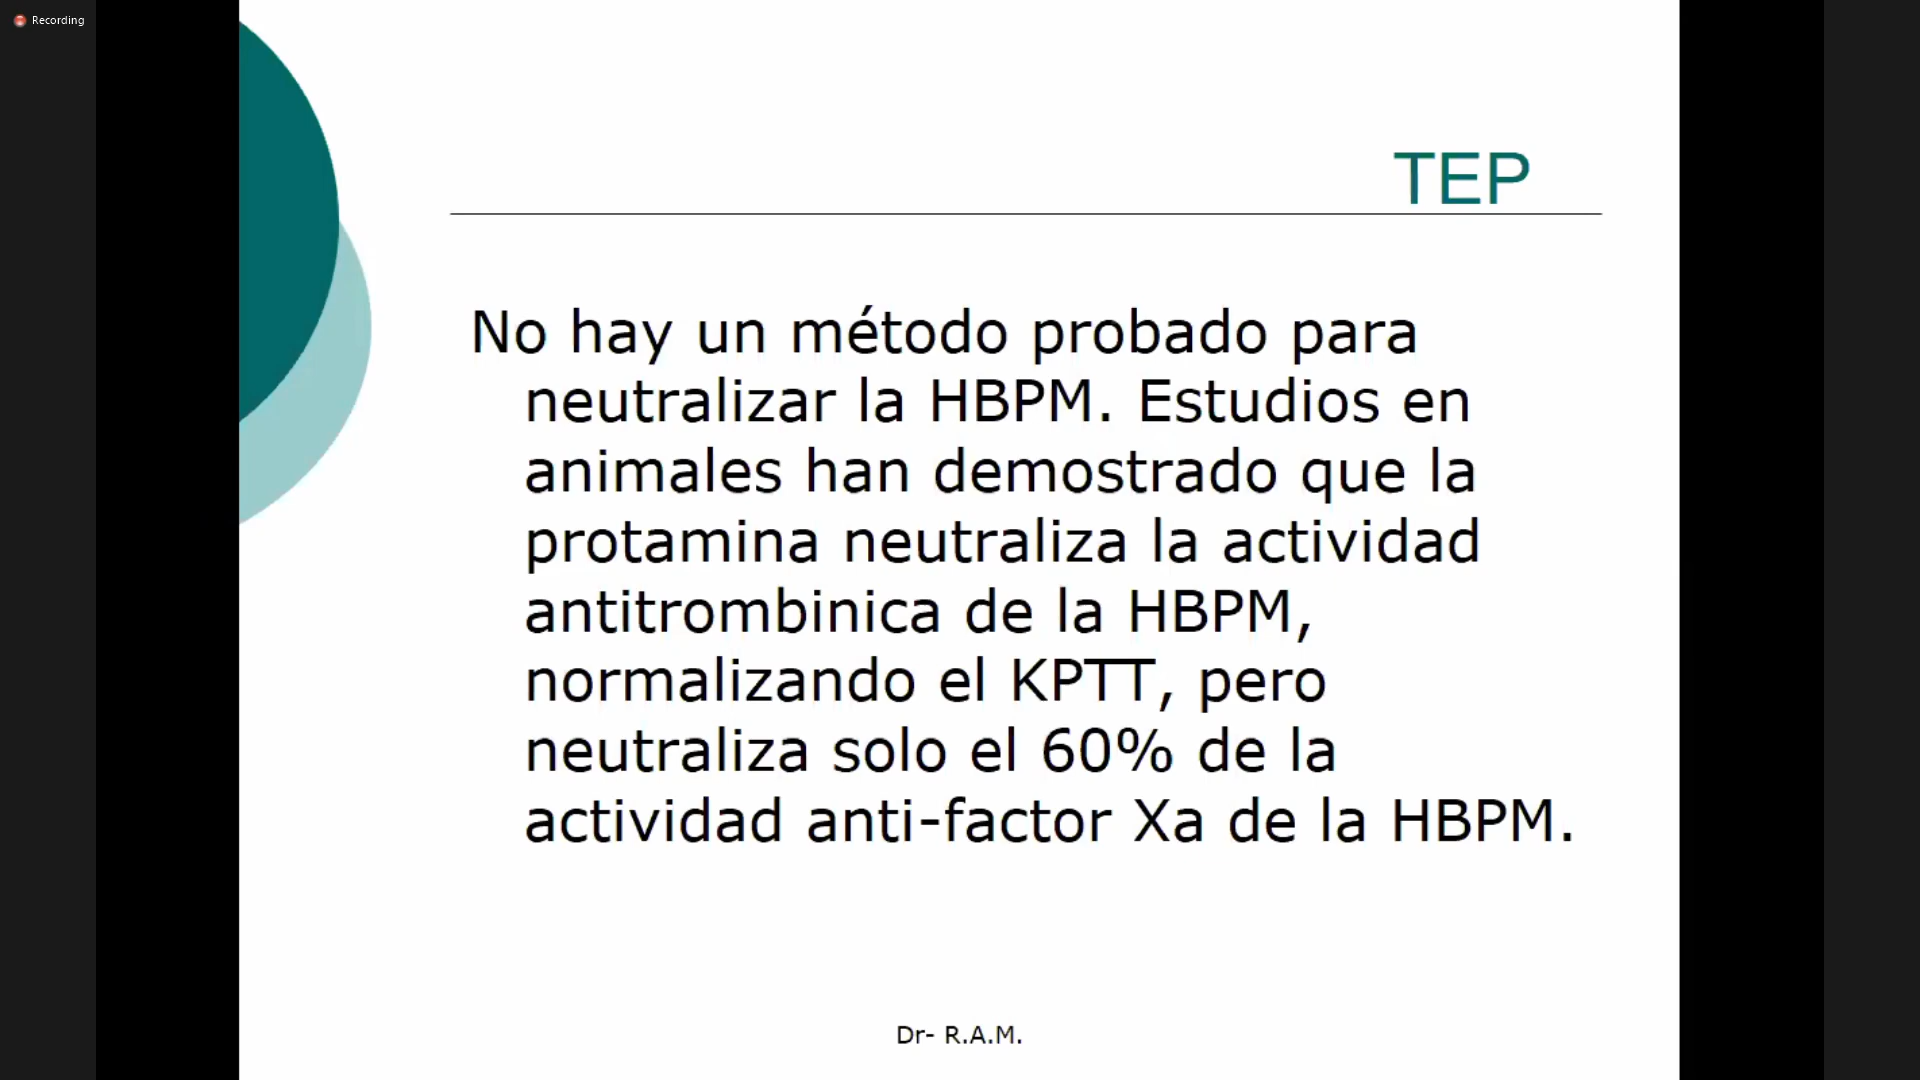 Recording
TEP
No hay un método probado para
neutralizar la HBPM. Estudios en
animales han demostrado que la
protamina neutraliza la actividad
antitrombinica de la HBPM,
normalizando el KPTT, pero
neutraliza solo el 60% de la
actividad anti-factor Xa de la HBPM.
Dr- R.A.M.